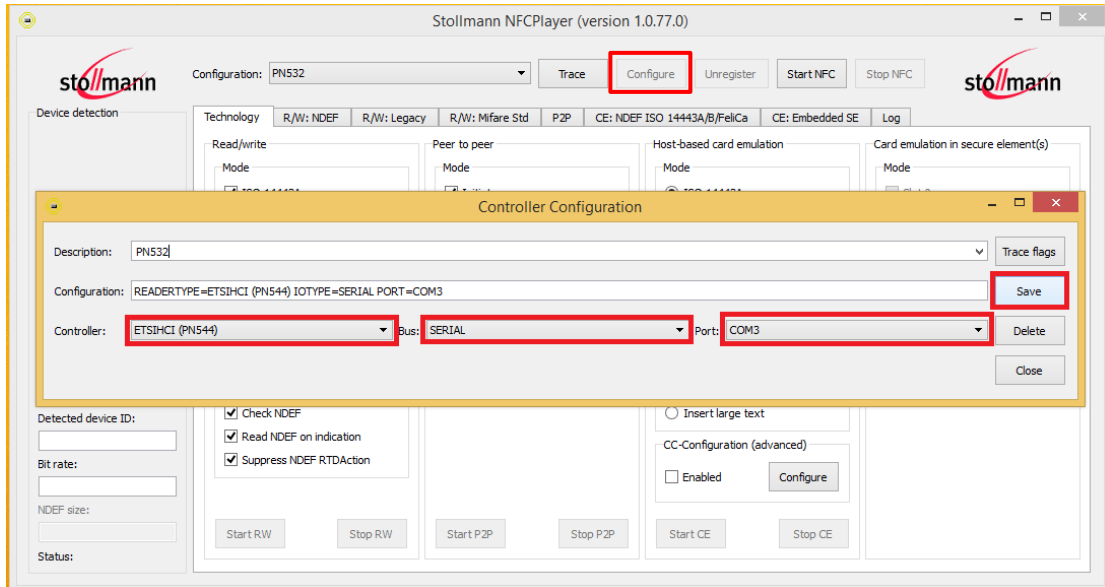 Stollmann NFCPlayer (version 1.0.77.0)
stollmann
Configuration: PN532 Trace Configure Unregister Start NFC Stop NFC
stollmann
Device detection
Technology R/W: NDEF R/W: Legacy R/W: Mifare Std P2P CE: NDEF ISO 14443A/B/FeliCa CE: Embedded SE Log
Read/write Peer to peer Host-based card emulation Card emulation in secure element(s)
Mode Mode Mode Mode
Controller Configuration
Description: PN532 Trace flags
Configuration: READERTYPE=ETSIHCI (PN544) IOTYPE=SERIAL PORT=COM3 Save
Controller: ETSIHCI (PN544) Bus: SERIAL Port: COM3 Delete
Close
Check NDEF Insert large text
Detected device ID:
Read NDEF on indication
CC-Configuration (advanced)
Suppress NDEF RTDAction
Bit rate:
Enabled Configure
NDEF size:
Start RW Stop RW Start P2P Stop P2P Start CE Stop CE
Status: